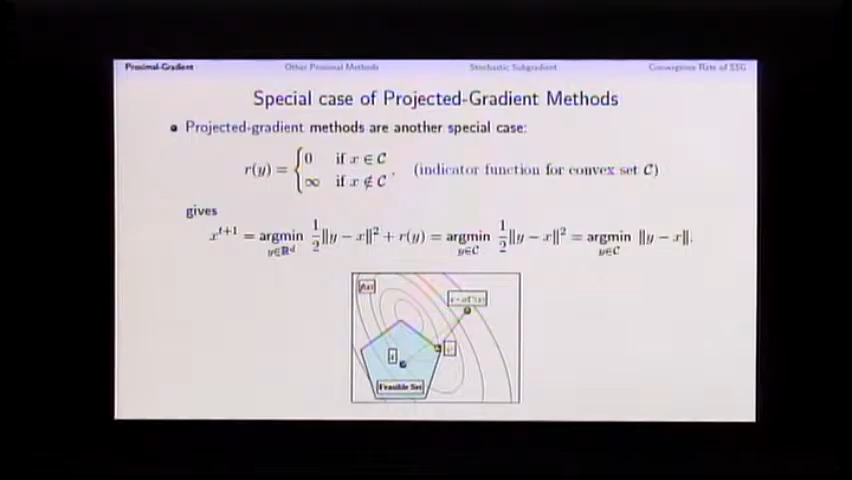 Proximal-Gradient Other Proximal Methods Stochastic Subgradient Convergence Rate of SSG
Special case of Projected-Gradient Methods
Projected-gradient methods are another special case:
r(y) = {0 if x ∈ C
∞ if x ∉ C , (indicator function for convex set C)
gives
x^{t+1} = argmin_{y∈ℝ^d} 1/2‖y − x‖² + r(y) = argmin_{y∈C} 1/2‖y − x‖² = argmin_{y∈C} ‖y − x‖.
f(x)
Feasible Set